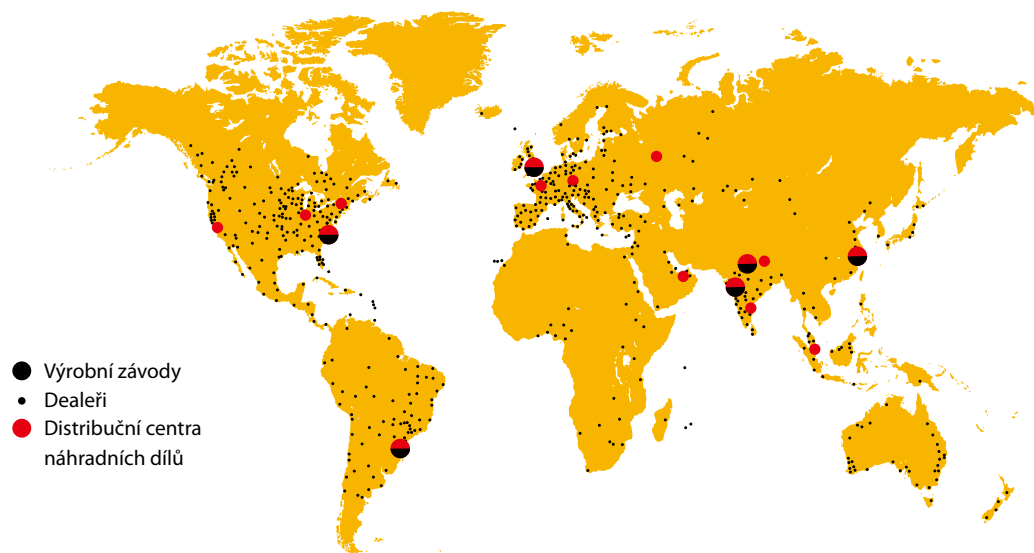 Výrobní závody
Dealeři
Distribuční centra
náhradních dílů